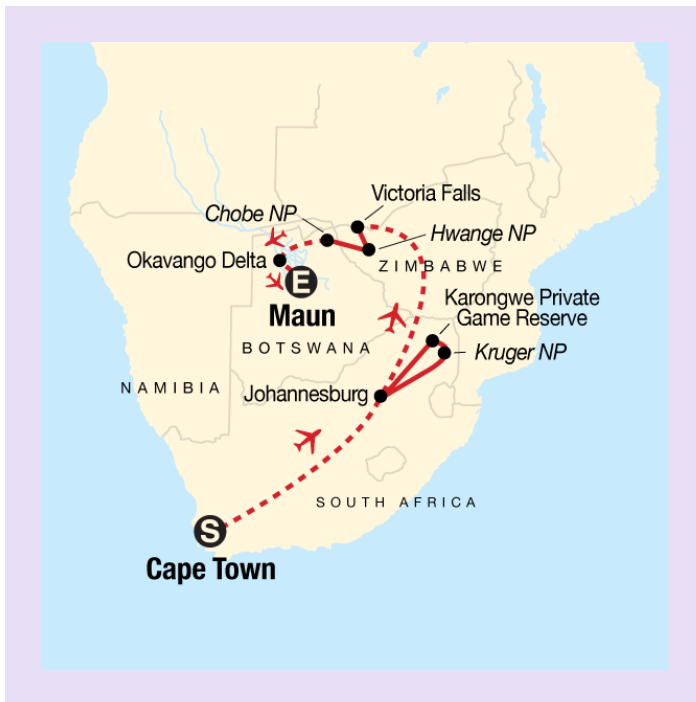 Victoria Falls
Chobe NP
Hwange NP
Okavango Delta
ZIMBABWE
E
Maun
Karongwe Private
Game Reserve
BOTSWANA
Kruger NP
NAMIBIA
Johannesburg
SOUTH AFRICA
S
Cape Town